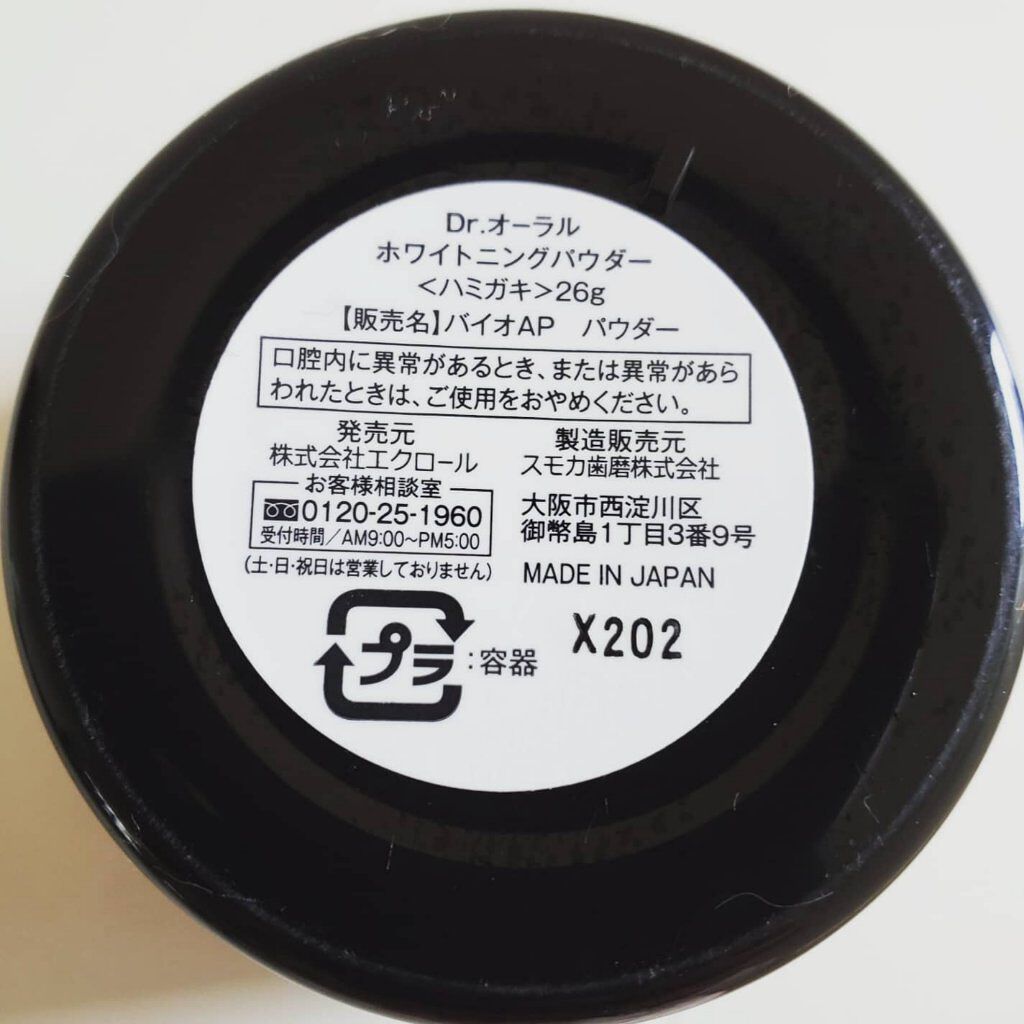 Dr.オーラル
ホワイトニングパウダー
<ハミガキ>26g
【販売名】バイオAP パウダー
口腔内に異常があるとき、または異常があら
われたときは、ご使用をおやめください。
発売元
株式会社エクロール
お客様相談室
0120-25-1960
受付時間/AM9:00~PM5:00
(土・日・祝日は営業しておりません)
製造販売元
スモカ歯磨株式会社
大阪市西淀川区
御幣島1丁目3番9号
MADE IN JAPAN
X202
プラ:容器